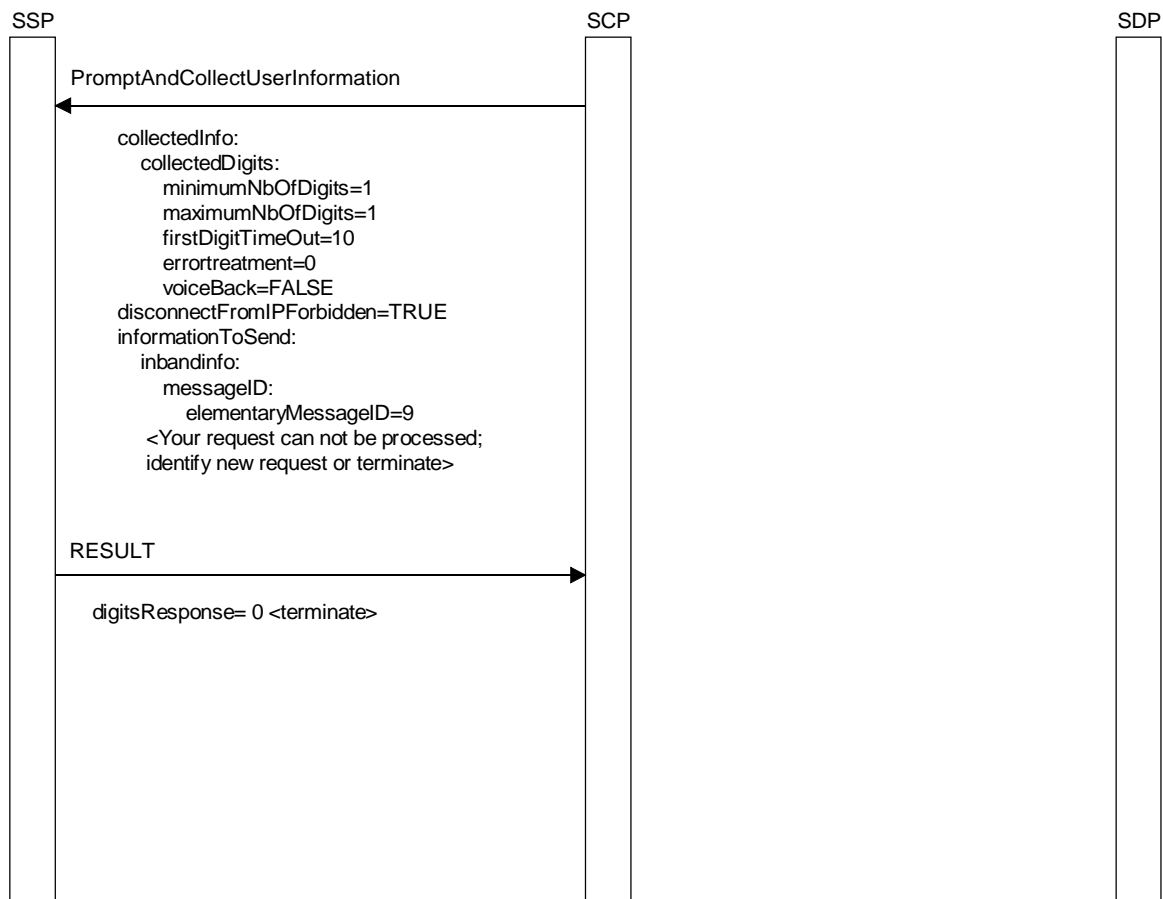 SSP
SCP
SDP
PromptAndCollectUserInformation
collectedInfo:
collectedDigits:
minimumNbOfDigits=1
maximumNbOfDigits=1
firstDigitTimeOut=10
errortreatment=0
voiceBack=FALSE
disconnectFromIPForbidden=TRUE
informationToSend:
inbandinfo:
messageID:
elementaryMessageID=9
<Your request can not be processed;
identify new request or terminate>
RESULT
digitsResponse= 0 <terminate>